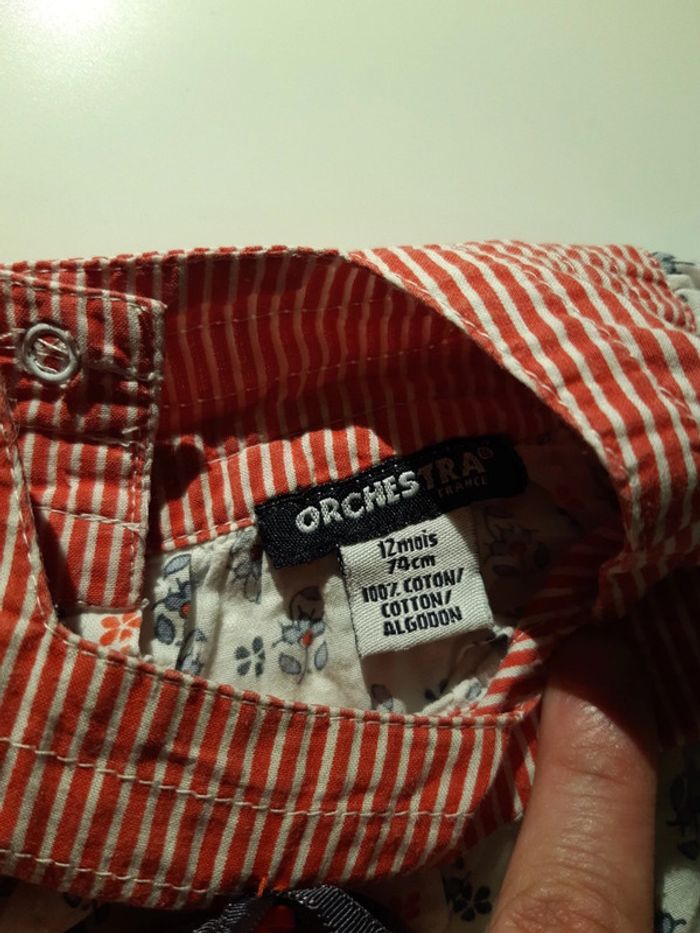 ORCHESTRA
FRANCE
12mois
74cm
100% COTON/
COTTON/
ALGODON